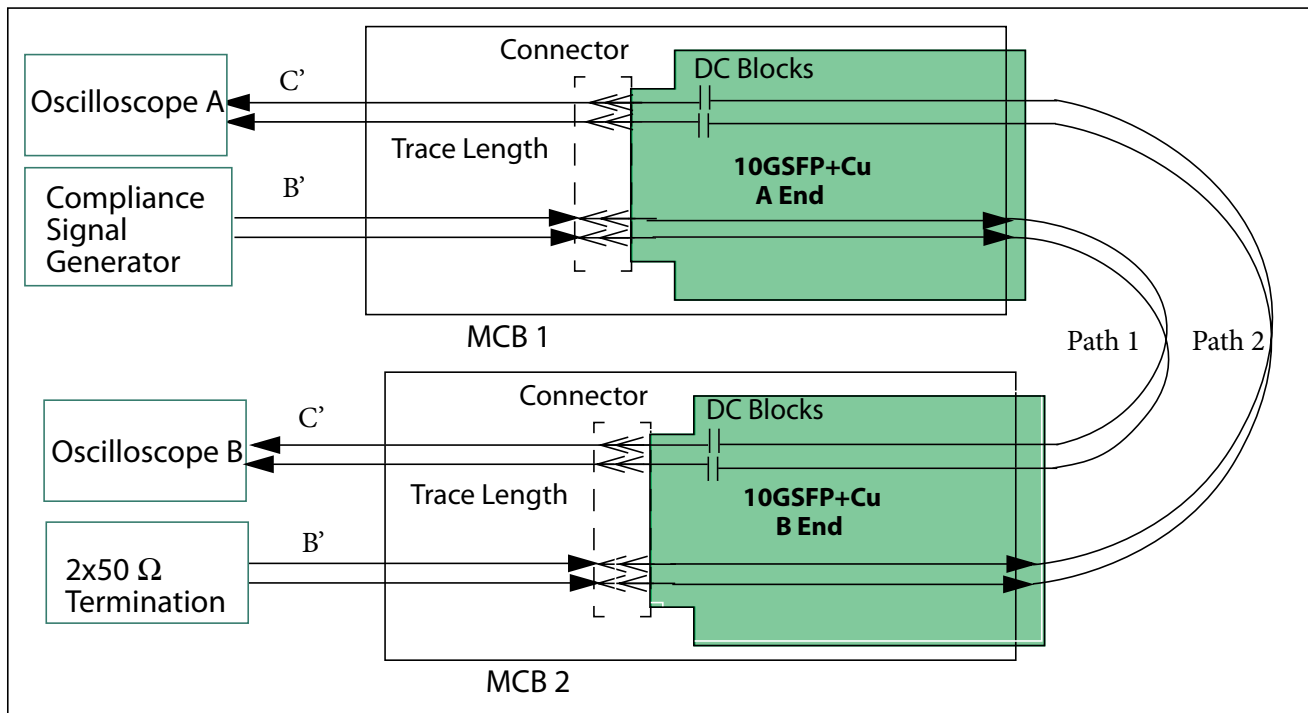 Connector
DC Blocks
C’
Oscilloscope A
Trace Length
10GSFP+Cu
A End
B’
Compliance
Signal
Generator
MCB 1
Path 1
Path 2
Connector
DC Blocks
C’
Oscilloscope B
Trace Length
10GSFP+Cu
B End
B’
2x50 Ω
Termination
MCB 2